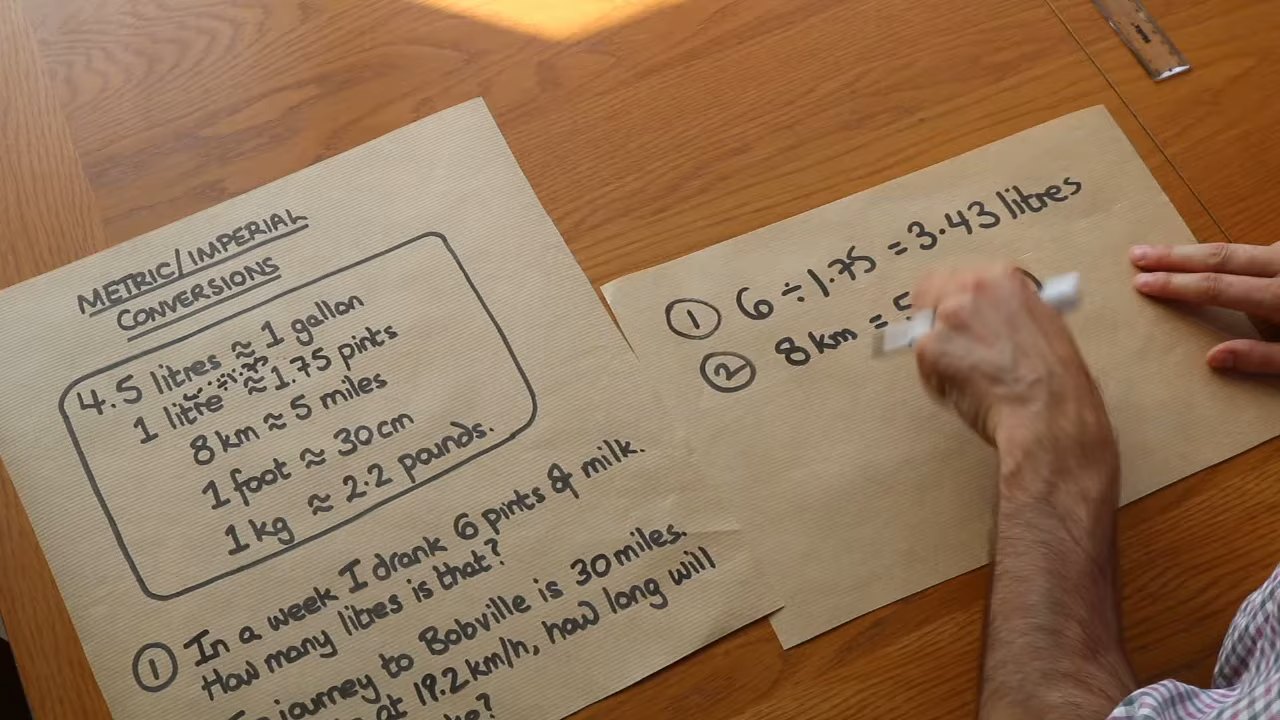 METRIC/IMPERIAL
CONVERSIONS
4.5 litres ≈ 1 gallon
1 litre ≈ 1.75 pints
8 km ≈ 5 miles
1 foot ≈ 30 cm
1 kg ≈ 2.2 pounds.
1 In a week I drank 6 pints of milk.
How many litres is that?
journey to Bobville is 30 miles.
at 19.2 km/h, how long will
1 6 ÷ 1.75 = 3.43 litres
2 8 km = 5